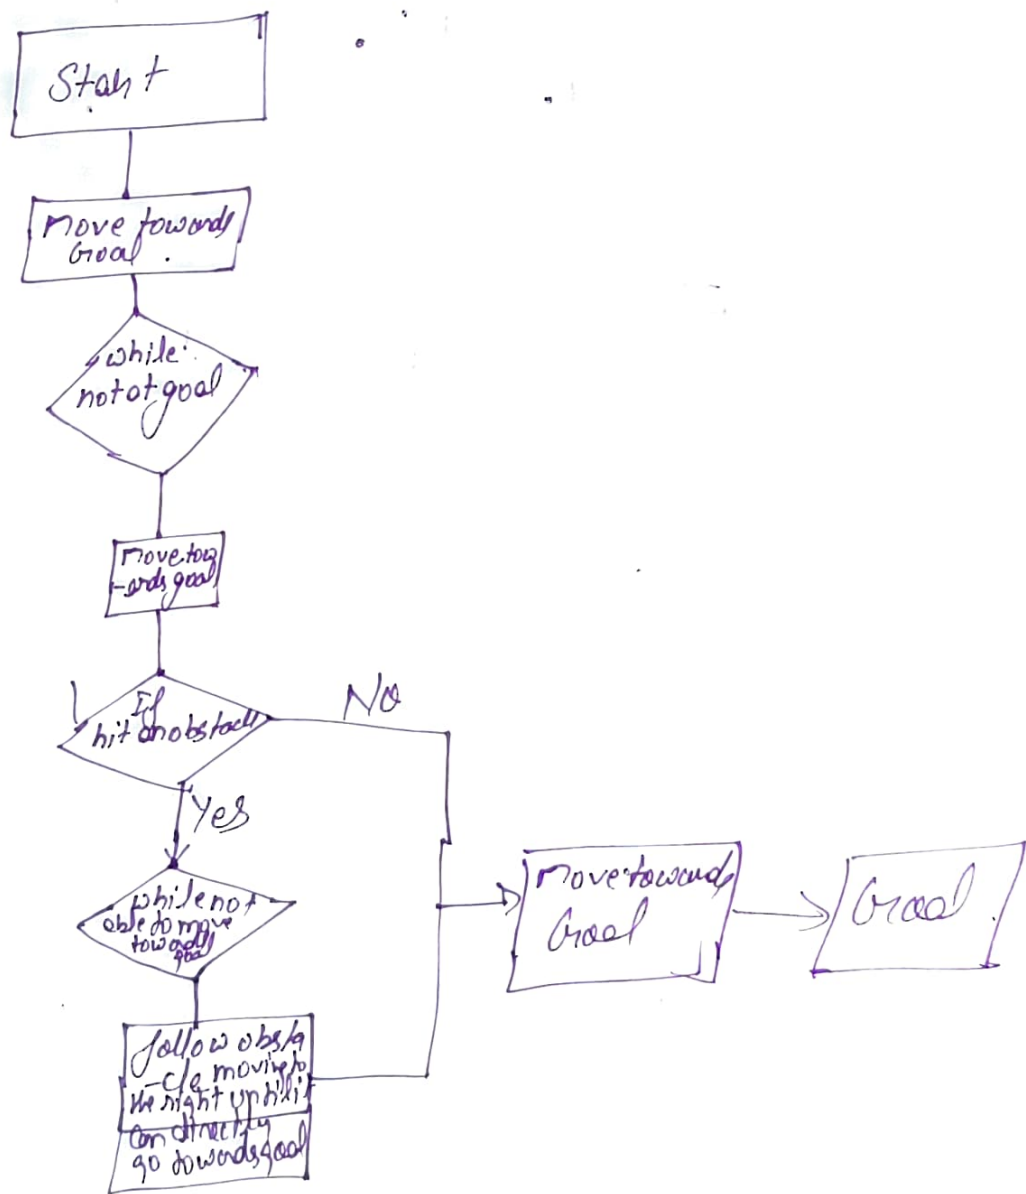 Start
Move towards
Goal.
while
not at goal
Move tow
-ards goal
If
hit an obstacle
No
Yes
while not
able to move
towards
goal
follow obsta
-cle moving to
the right until it
can directly
go towards goal
Move towards
Goal
Goal.